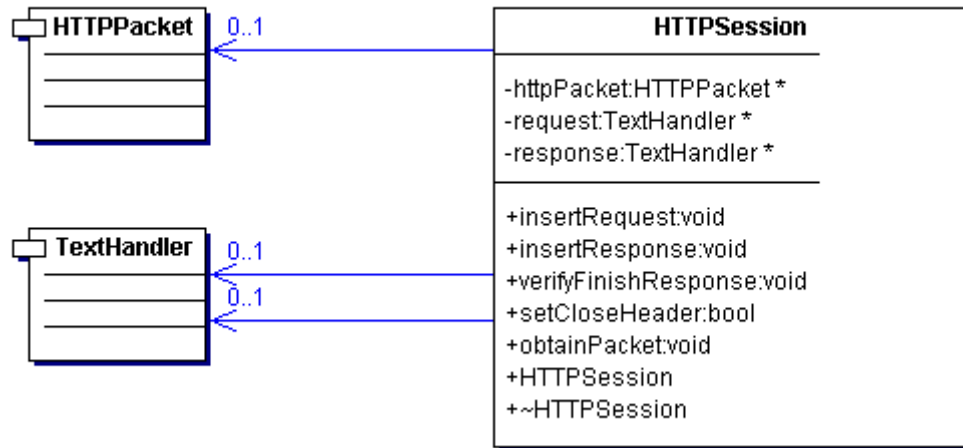 HTTPPacket
0..1
HTTPSession
-httpPacket:HTTPPacket *
-request:TextHandler *
-response:TextHandler *
TextHandler
0..1
0..1
+insertRequest:void
+insertResponse:void
+verifyFinishResponse:void
+setCloseHeader:bool
+obtainPacket:void
+HTTPSession
+~HTTPSession